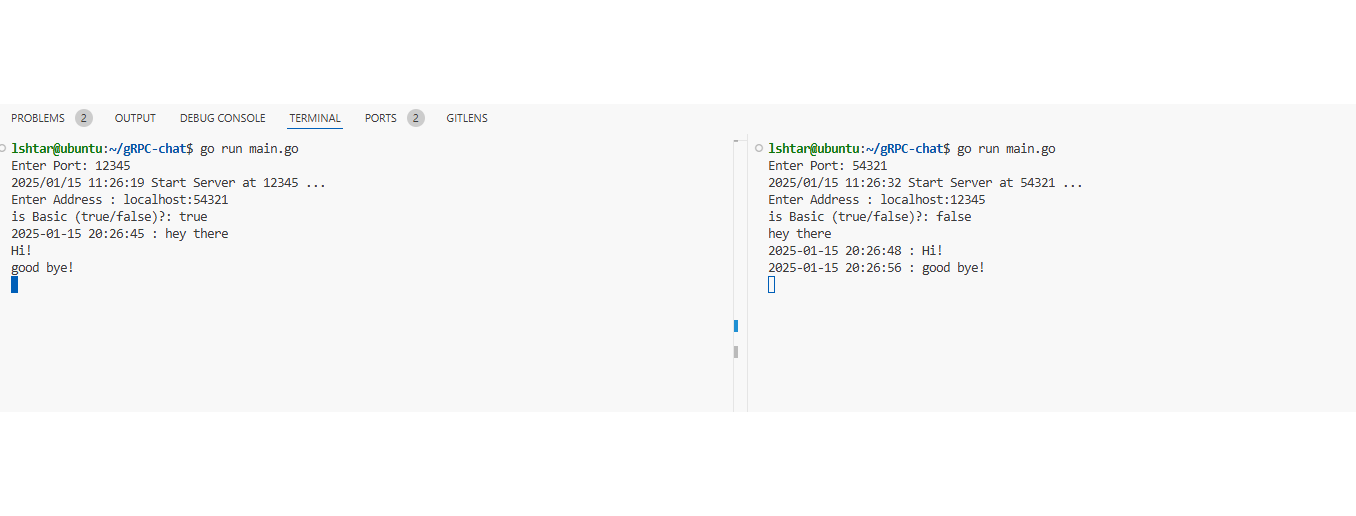 PROBLEMS 2 OUTPUT DEBUG CONSOLE TERMINAL PORTS 2 GITLENS
lshtar@ubuntu:~/gRPC-chat$ go run main.go
Enter Port: 12345
2025/01/15 11:26:19 Start Server at 12345 ...
Enter Address : localhost:54321
is Basic (true/false)?: true
2025-01-15 20:26:45 : hey there
Hi!
good bye!
lshtar@ubuntu:~/gRPC-chat$ go run main.go
Enter Port: 54321
2025/01/15 11:26:32 Start Server at 54321 ...
Enter Address : localhost:12345
is Basic (true/false)?: false
hey there
2025-01-15 20:26:48 : Hi!
2025-01-15 20:26:56 : good bye!